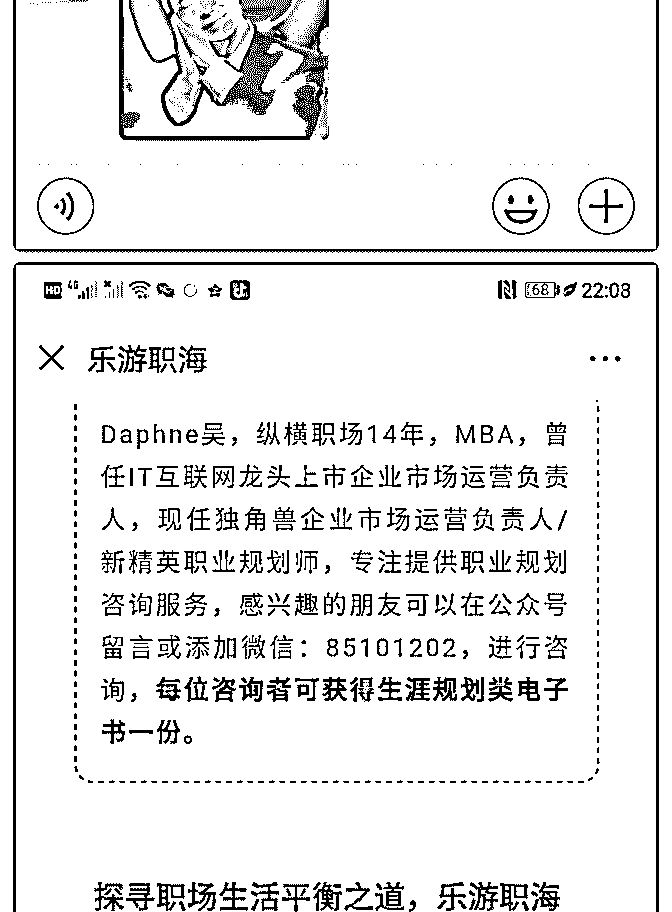 HD 4G 68 22:08
乐游职海
Daphne吴，纵横职场14年，MBA，曾
任IT互联网龙头上市企业市场运营负责
人，现任独角兽企业市场运营负责人/
新精英职业规划师，专注提供职业规划
咨询服务，感兴趣的朋友可以在公众号
留言或添加微信：85101202，进行咨
询，每位咨询者可获得生涯规划类电子
书一份。
探寻职场生活平衡之道，乐游职海